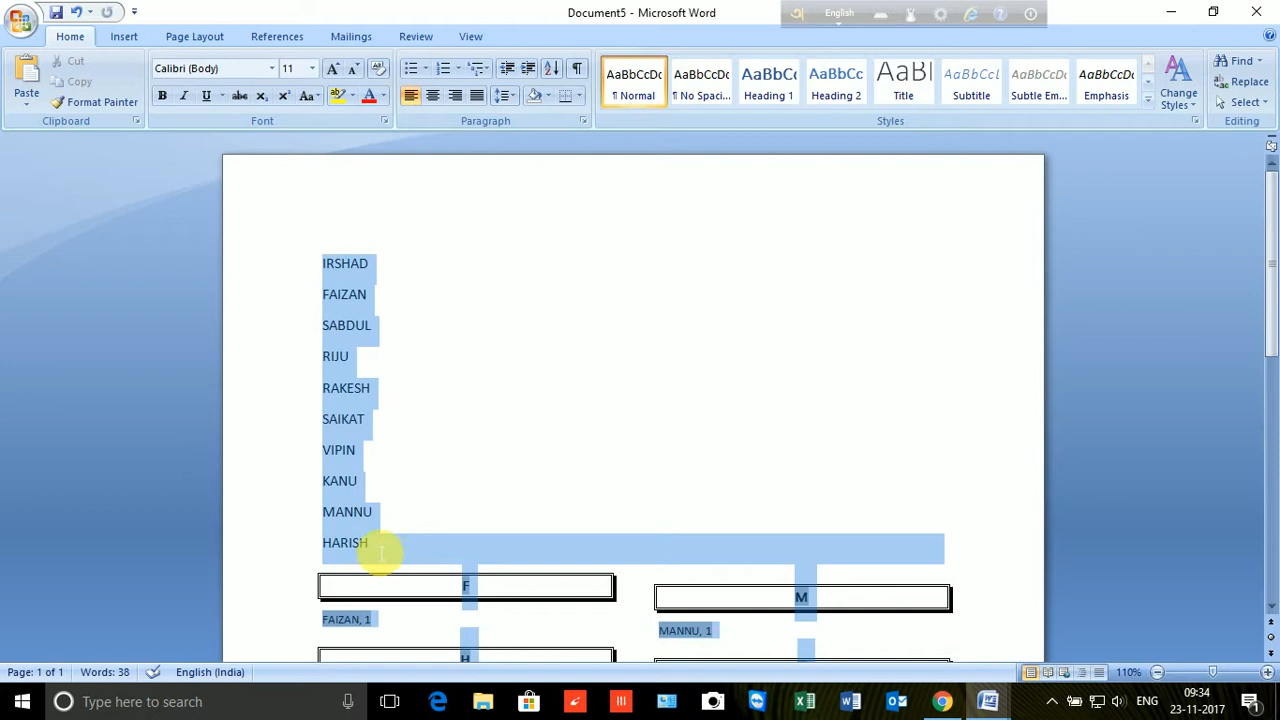 Document5 - Microsoft Word
English
Home Insert Page Layout References Mailings Review View
Paste
Cut
Copy
Format Painter
Clipboard
Calibri (Body) 11
Font
Paragraph
AaBbCcDc AaBbCcDc AaBbCc AaBbCc AaBl AaBbCcL AaBbCcDc AaBbCcDc
¶ Normal ¶ No Spaci... Heading 1 Heading 2 Title Subtitle Subtle Em... Emphasis
Change Styles
Styles
Find
Replace
Select
Editing
IRSHAD
FAIZAN
SABDUL
RIJU
RAKESH
SAIKAT
VIPIN
KANU
MANNU
HARISH
F
M
FAIZAN, 1
MANNU, 1
H
Page: 1 of 1 Words: 38 English (India) 110%
Type here to search
ENG
09:34
23-11-2017